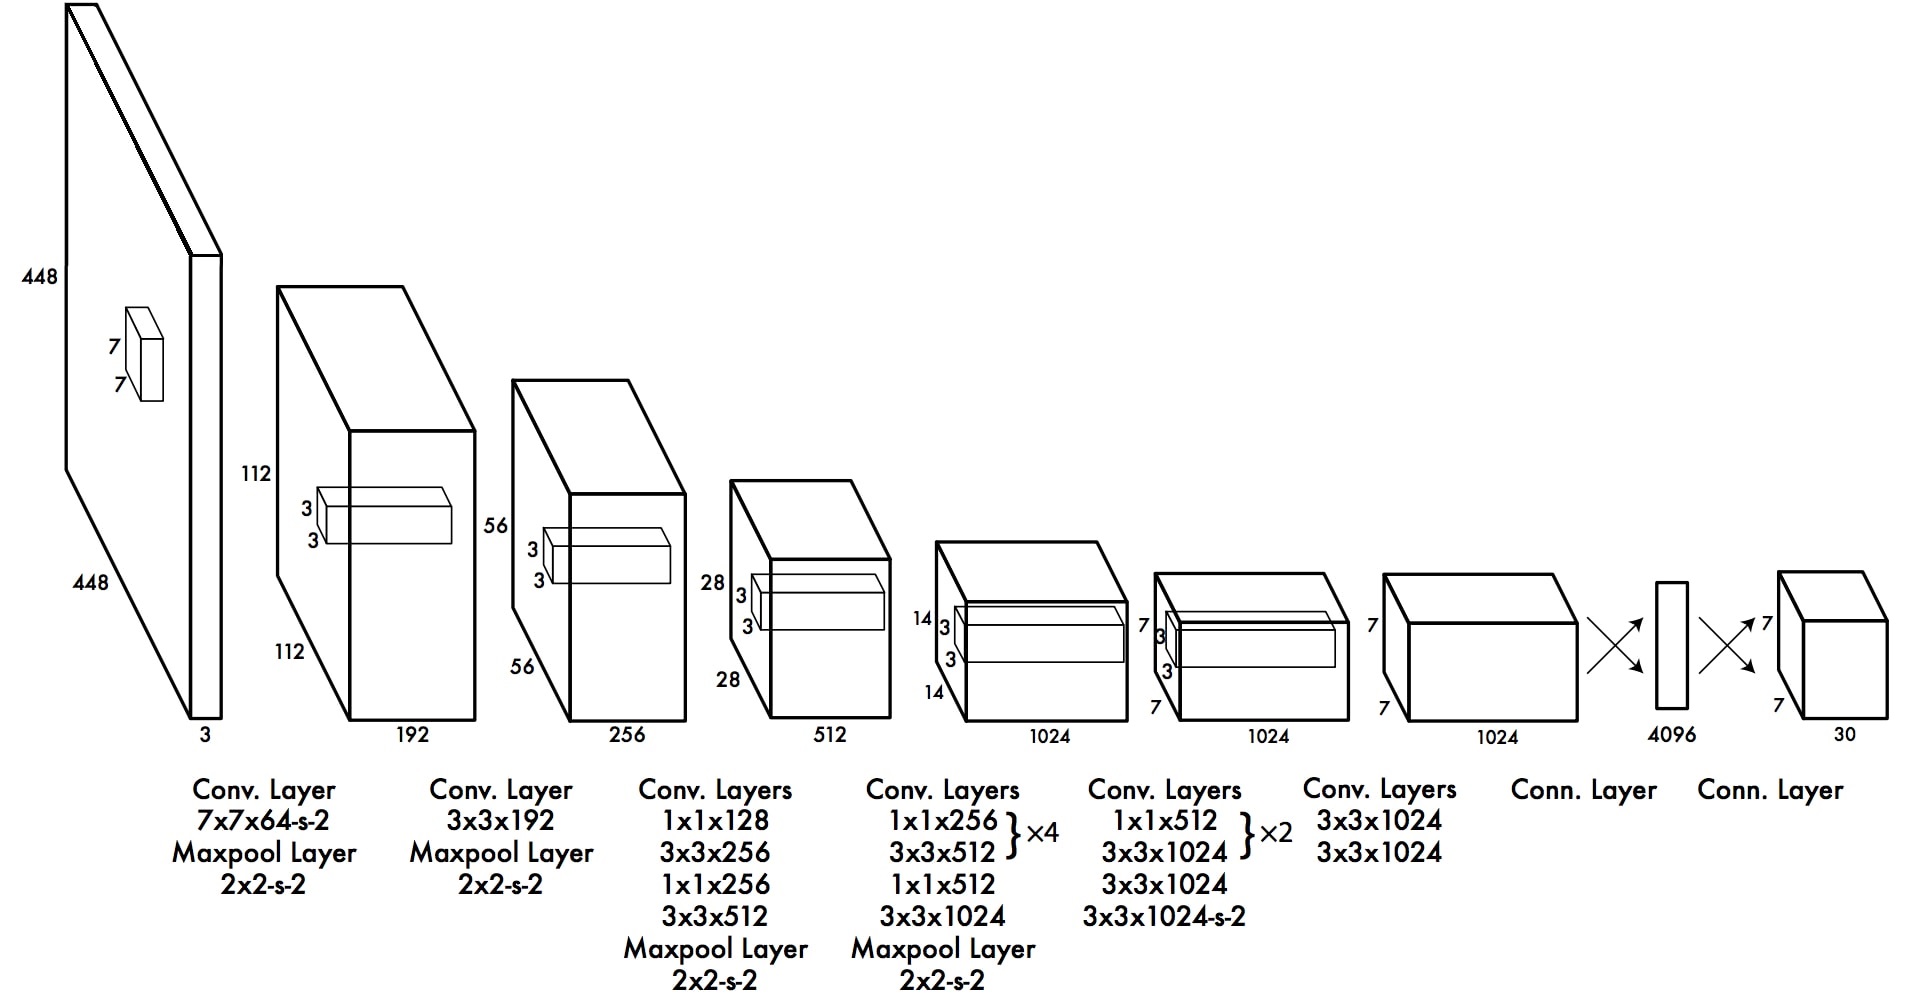 448
448
7
7
3
112
112
3
3
192
56
56
3
3
256
28
28
3
3
512
14
14
3
3
1024
7
7
3
3
1024
7
7
1024
4096
7
7
30
Conv. Layer
7x7x64-s-2
Maxpool Layer
2x2-s-2
Conv. Layer
3x3x192
Maxpool Layer
2x2-s-2
Conv. Layers
1x1x128
3x3x256
1x1x256
3x3x512
Maxpool Layer
2x2-s-2
Conv. Layers
1x1x256
3x3x512
}×4
1x1x512
3x3x1024
Maxpool Layer
2x2-s-2
Conv. Layers
1x1x512
3x3x1024
}×2
3x3x1024
3x3x1024-s-2
Conv. Layers
3x3x1024
3x3x1024
Conn. Layer
Conn. Layer